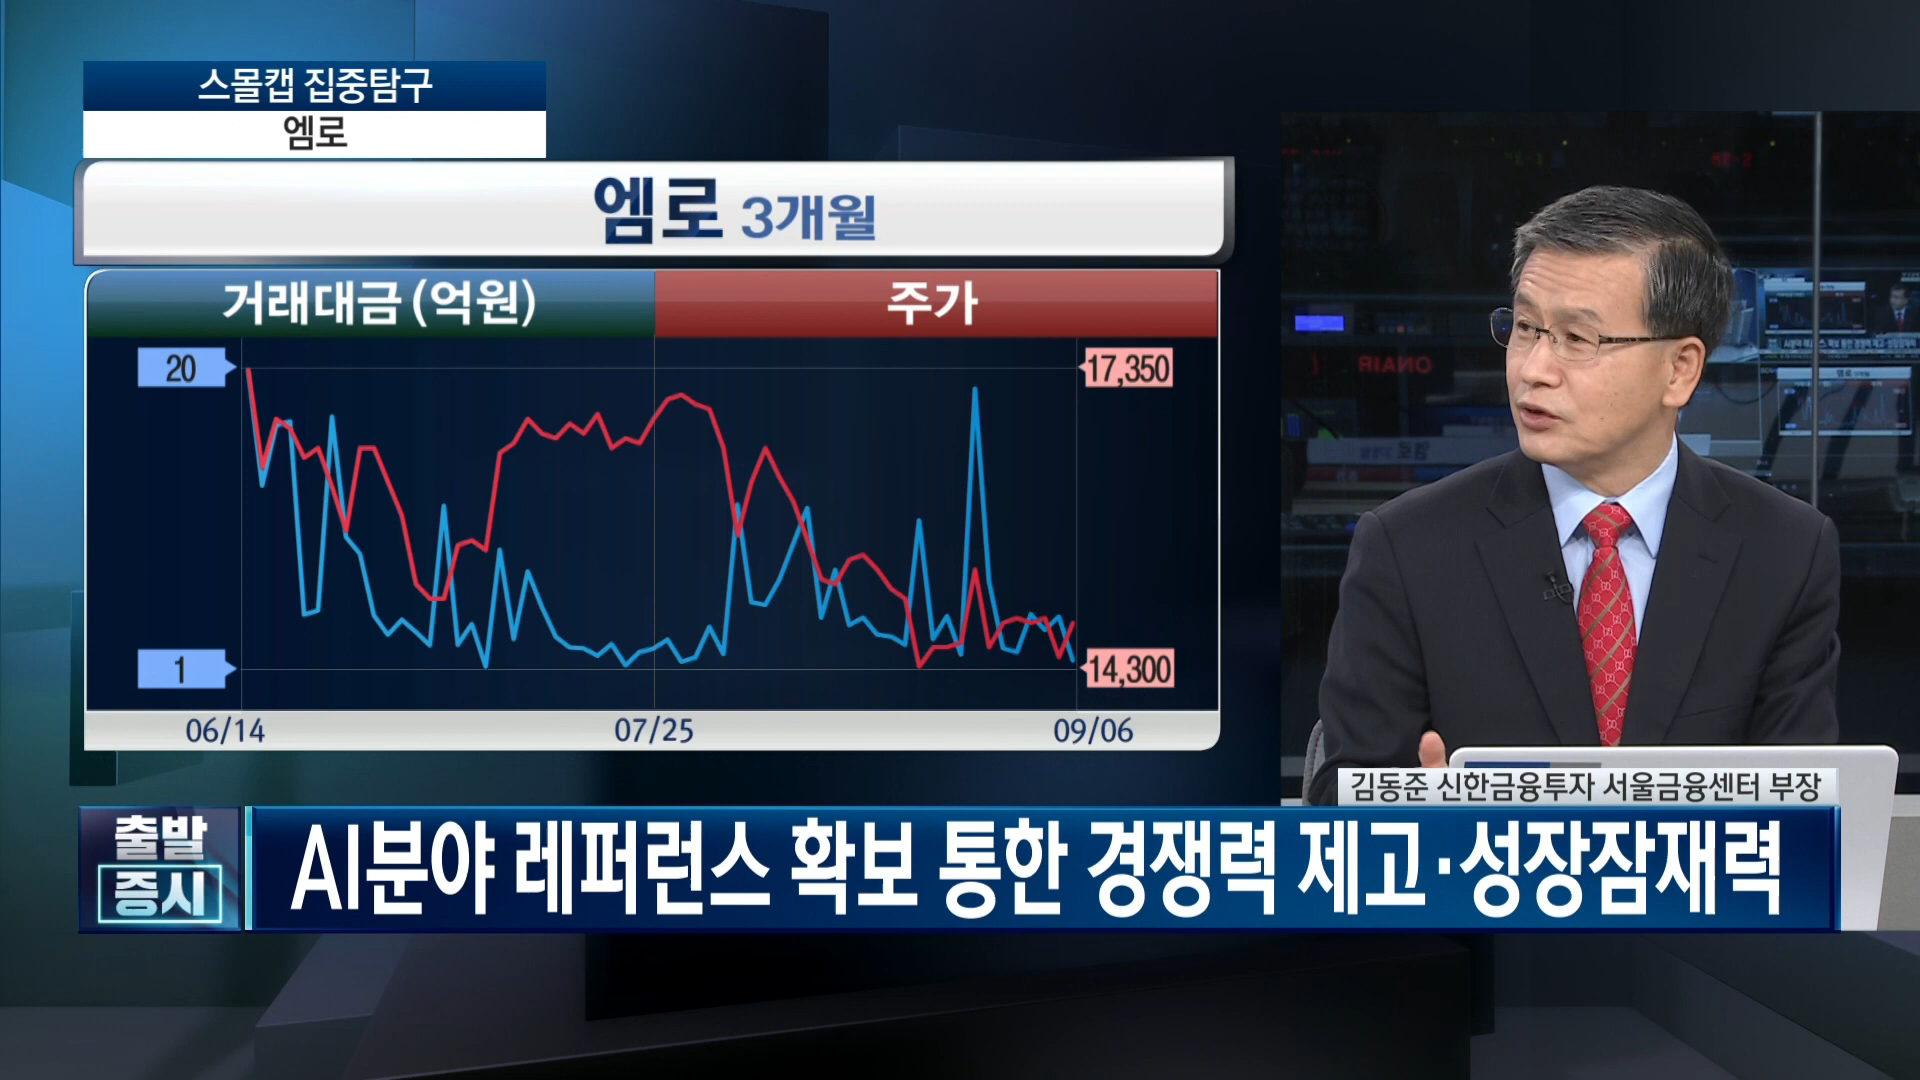 스몰캡 집중탐구
엠로
엠로 3개월
거래대금 (억원)
주가
20
17,350
1
14,300
06/14
07/25
09/06
김동준 신한금융투자 서울금융센터 부장
출발
증시
AI분야 레퍼런스 확보 통한 경쟁력 제고·성장잠재력